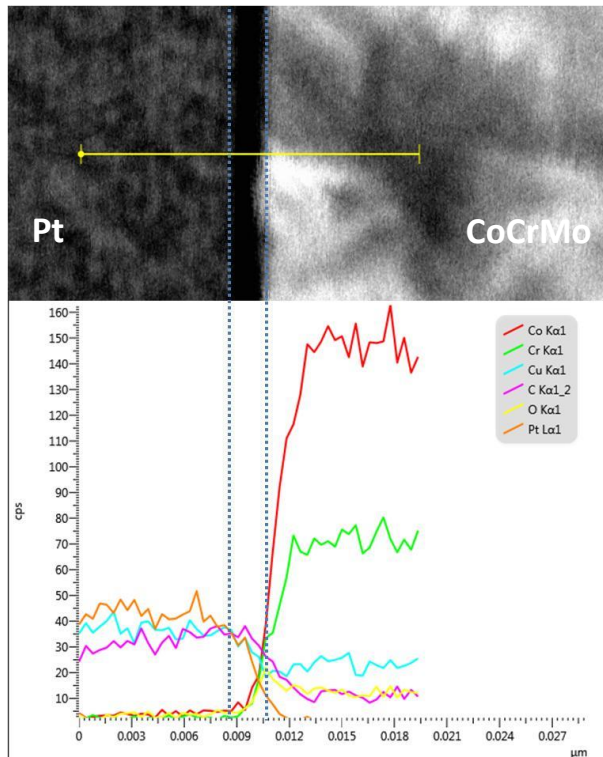 Pt
CoCrMo
160
150
140
130
120
110
100
90
80
70
60
50
40
30
20
10
cps
Co Kα1
Cr Kα1
Cu Kα1
C Kα1_2
O Kα1
Pt Lα1
0 0.003 0.006 0.009 0.012 0.015 0.018 0.021 0.024 0.027
µm